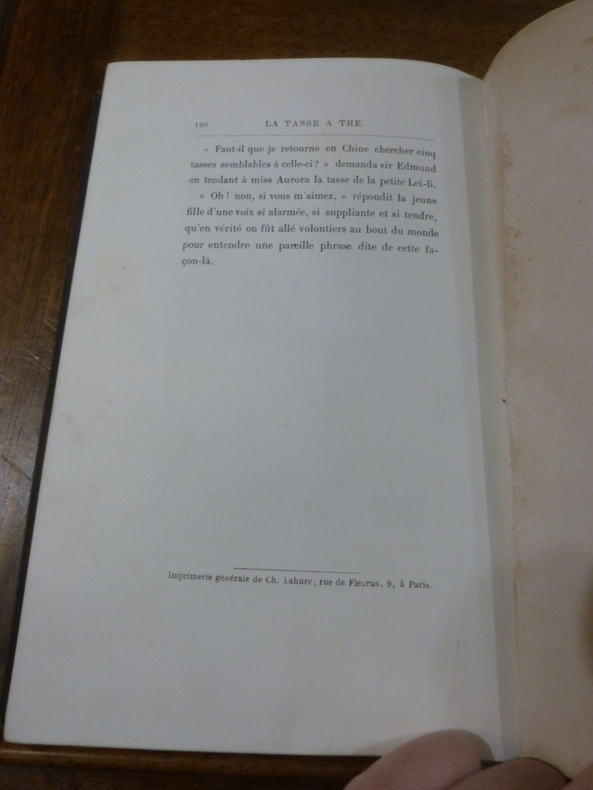 160 LA TASSE A THE.
« Faut-il que je retourne en Chine chercher cinq
tasses semblables à celle-ci? » demanda sir Edmund
en tendant à miss Aurora la tasse de la petite Leï-li.
« Oh! non, si vous m'aimez, » répondit la jeune
fille d'une voix si alarmée, si suppliante et si tendre,
qu'en vérité on fût allé volontiers au bout du monde
pour entendre une pareille phrase dite de cette fa-
çon-là.
Imprimerie générale de Ch. Lahure, rue de Fleurus, 9, à Paris.